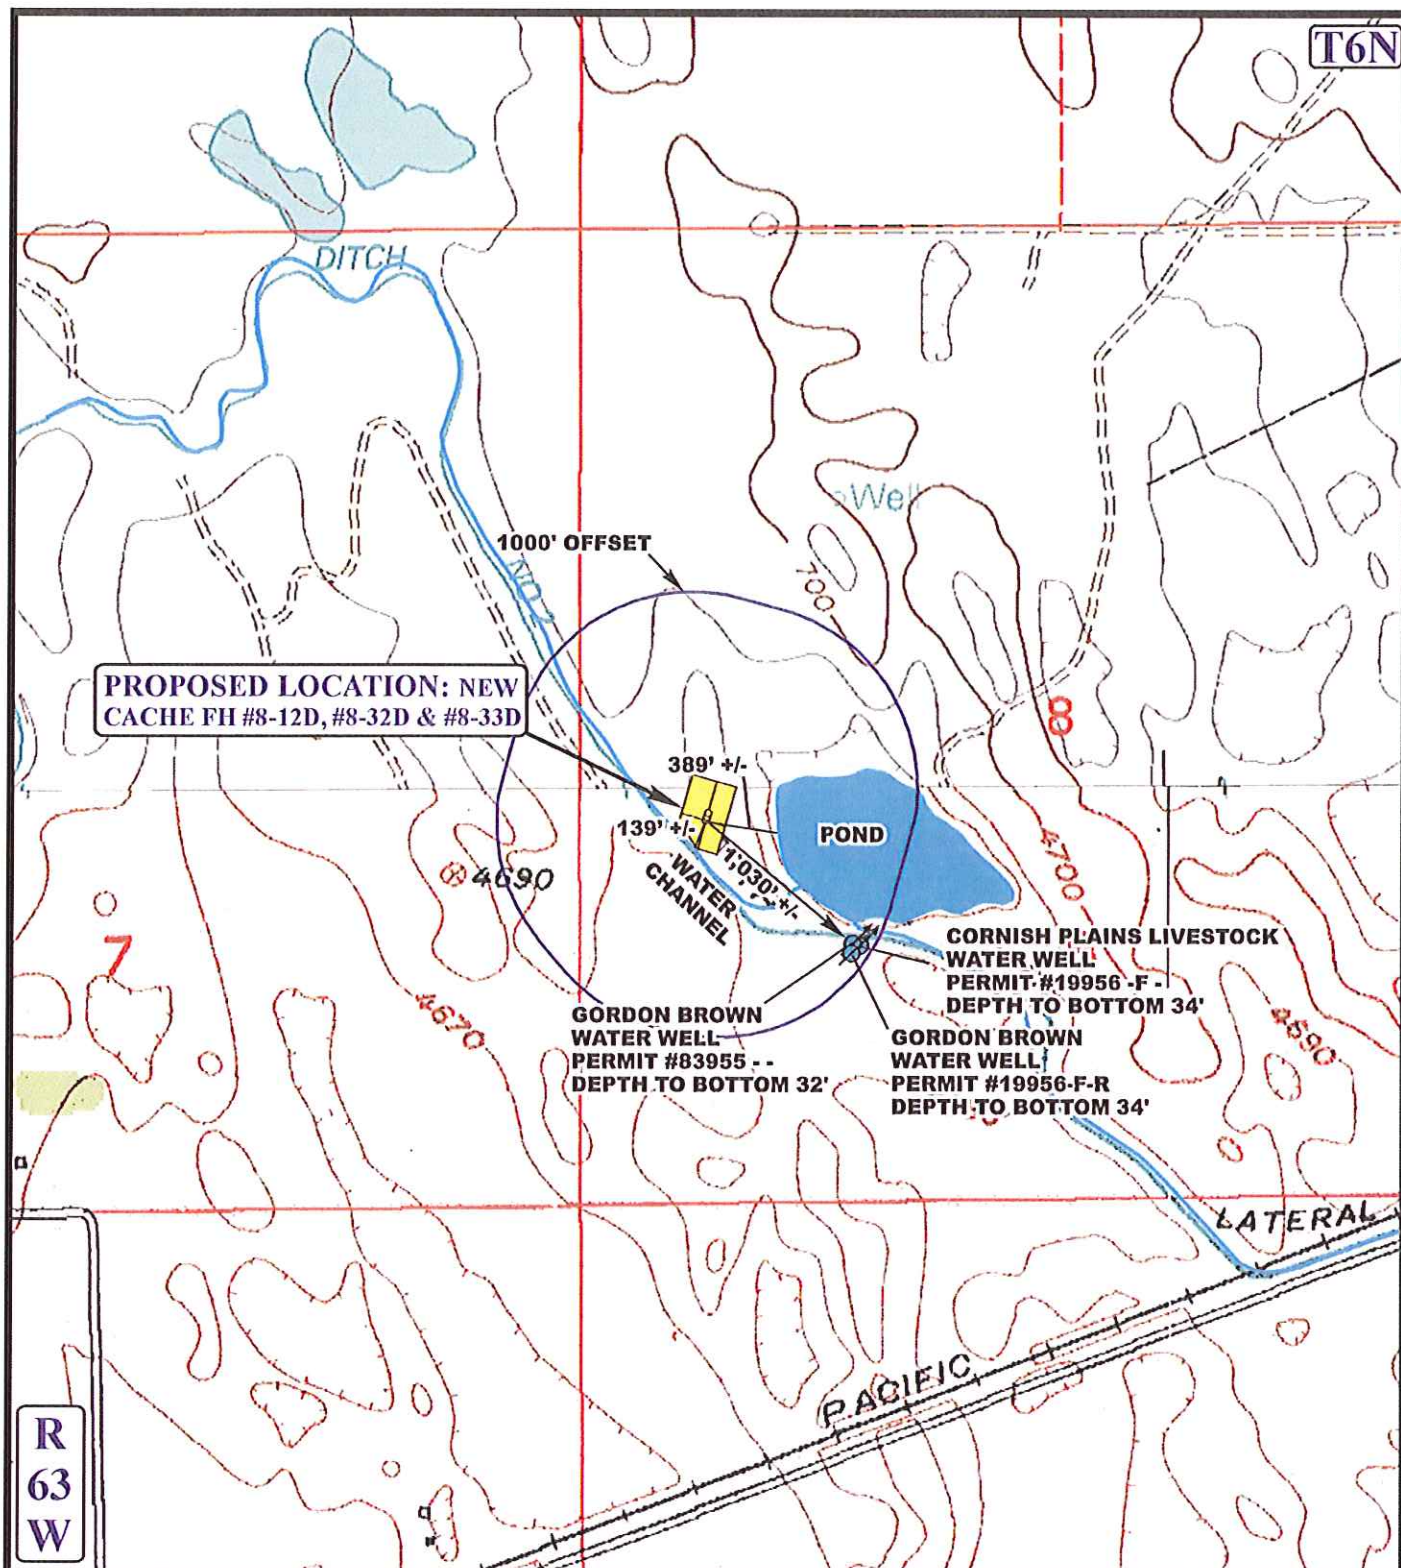 T6N
DITCH
Well
1000' OFFSET
NO 2
700
PROPOSED LOCATION: NEW
CACHE FH #8-12D, #8-32D & #8-33D
8
389' +/-
139' +/-
POND
1,030' +/-
WATER
CHANNEL
4690
4700
7
CORNISH PLAINS LIVESTOCK
WATER WELL
PERMIT #19956 -F -
DEPTH TO BOTTOM 34'
4670
GORDON BROWN
WATER WELL
PERMIT #83955 - -
DEPTH TO BOTTOM 32'
GORDON BROWN
WATER WELL
PERMIT #19956-F-R
DEPTH TO BOTTOM 34'
4690
LATERAL
PACIFIC
R
63
W